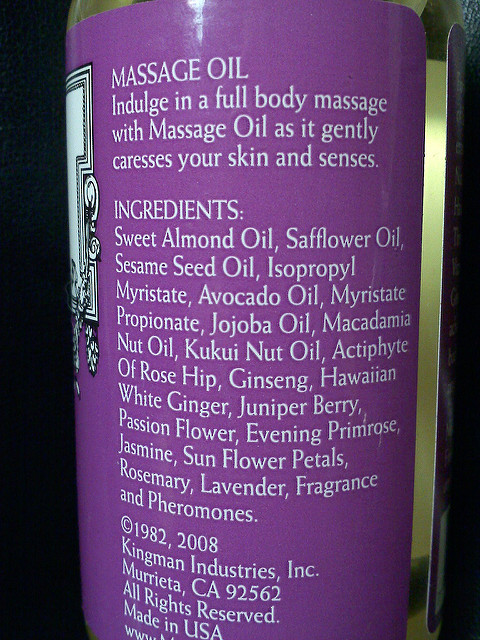 MASSAGE OIL
Indulge in a full body massage
with Massage Oil as it gently
caresses your skin and senses.
INGREDIENTS:
Sweet Almond Oil, Safflower Oil,
Sesame Seed Oil, Isopropyl
Myristate, Avocado Oil, Myristate
Propionate, Jojoba Oil, Macadamia
Nut Oil, Kukui Nut Oil, Actiphyte
Of Rose Hip, Ginseng, Hawaiian
White Ginger, Juniper Berry,
Passion Flower, Evening Primrose,
Jasmine, Sun Flower Petals,
Rosemary, Lavender, Fragrance
and Pheromones.
©1982, 2008
Kingman Industries, Inc.
Murrieta, CA 92562
All Rights Reserved.
Made in USA